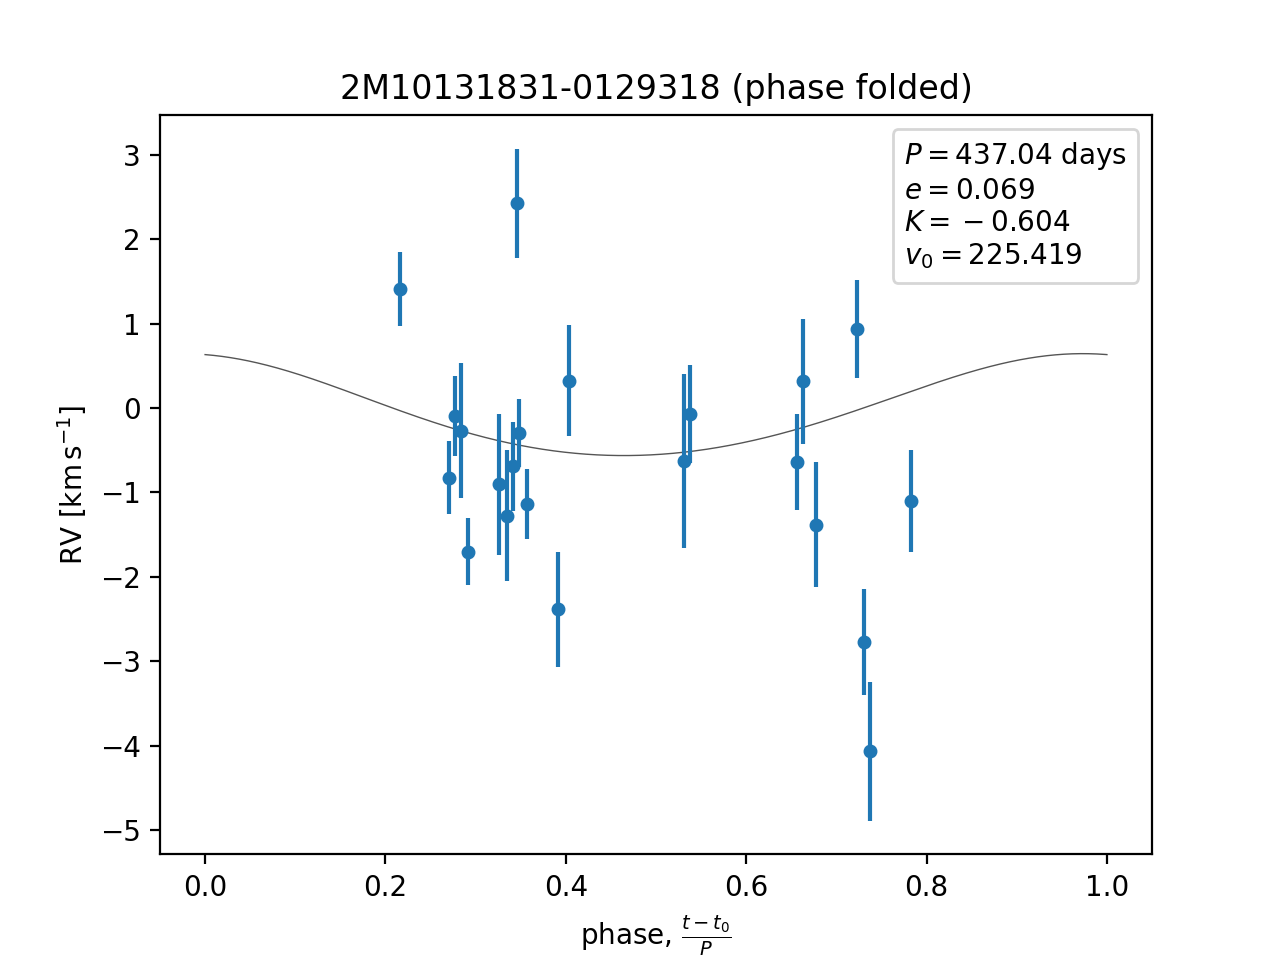 2M10131831-0129318 (phase folded)
P = 437.04 days
e = 0.069
K = −0.604
v₀ = 225.419
3
2
1
0
−1
−2
−3
−4
−5
RV [km s⁻¹]
0.0 0.2 0.4 0.6 0.8 1.0
phase, (t − t₀)/P